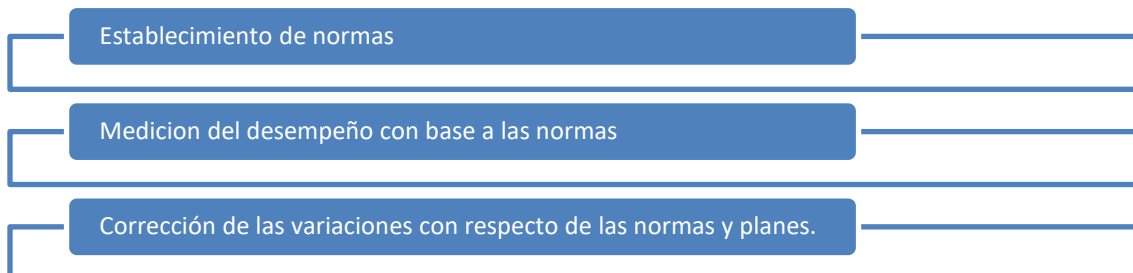 Establecimiento de normas
Medicion del desempeño con base a las normas
Corrección de las variaciones con respecto de las normas y planes.